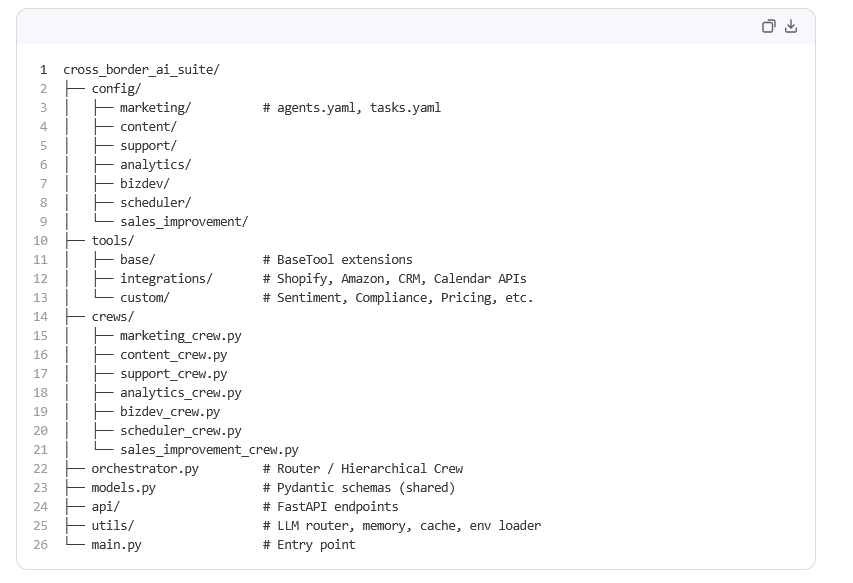 1 cross_border_ai_suite/
2 ├── config/
3 │   ├── marketing/          # agents.yaml, tasks.yaml
4 │   ├── content/
5 │   ├── support/
6 │   ├── analytics/
7 │   ├── bizdev/
8 │   ├── scheduler/
9 │   └── sales_improvement/
10 ├── tools/
11 │   ├── base/               # BaseTool extensions
12 │   ├── integrations/       # Shopify, Amazon, CRM, Calendar APIs
13 │   └── custom/             # Sentiment, Compliance, Pricing, etc.
14 ├── crews/
15 │   ├── marketing_crew.py
16 │   ├── content_crew.py
17 │   ├── support_crew.py
18 │   ├── analytics_crew.py
19 │   ├── bizdev_crew.py
20 │   ├── scheduler_crew.py
21 │   └── sales_improvement_crew.py
22 ├── orchestrator.py         # Router / Hierarchical Crew
23 ├── models.py               # Pydantic schemas (shared)
24 ├── api/                    # FastAPI endpoints
25 ├── utils/                  # LLM router, memory, cache, env loader
26 └── main.py                 # Entry point